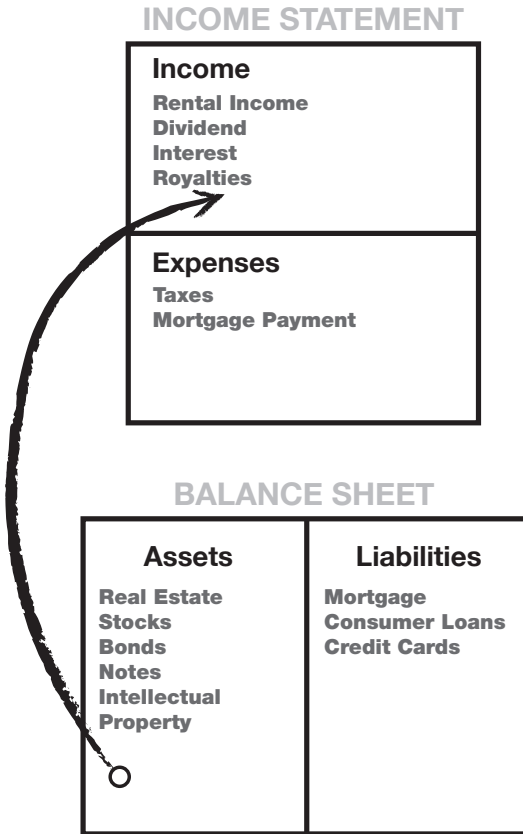 INCOME STATEMENT
Income
Rental Income
Dividend
Interest
Royalties
Expenses
Taxes
Mortgage Payment
BALANCE SHEET
Assets
Real Estate
Stocks
Bonds
Notes
Intellectual
Property
Liabilities
Mortgage
Consumer Loans
Credit Cards